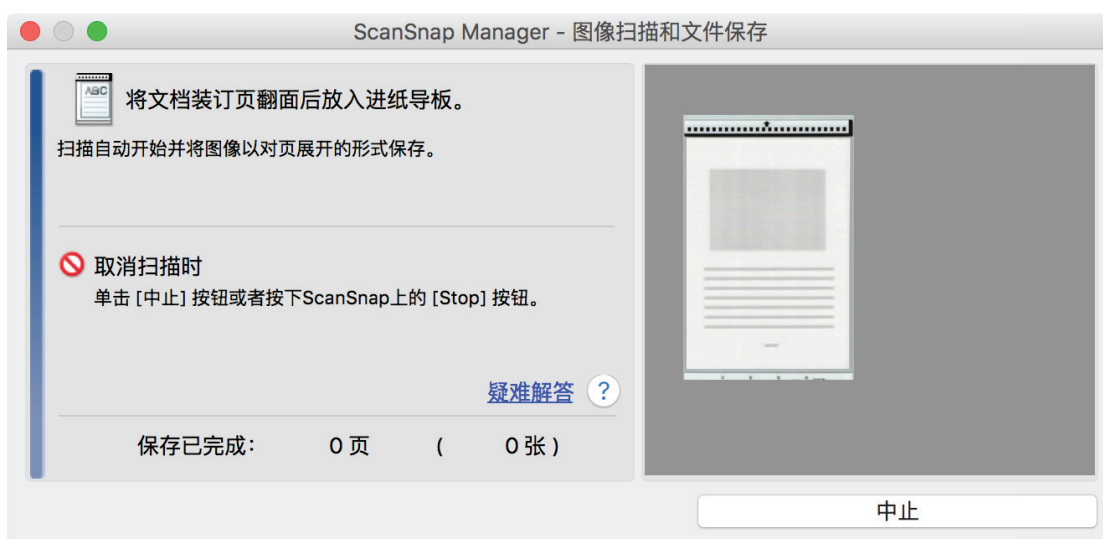 ScanSnap Manager - 图像扫描和文件保存
ABC
将文档装订页翻面后放入进纸导板。
扫描自动开始并将图像以对页展开的形式保存。
取消扫描时
单击 [中止] 按钮或者按下ScanSnap上的 [Stop] 按钮。
疑难解答 ?
保存已完成: 0 页 ( 0 张 )
中止